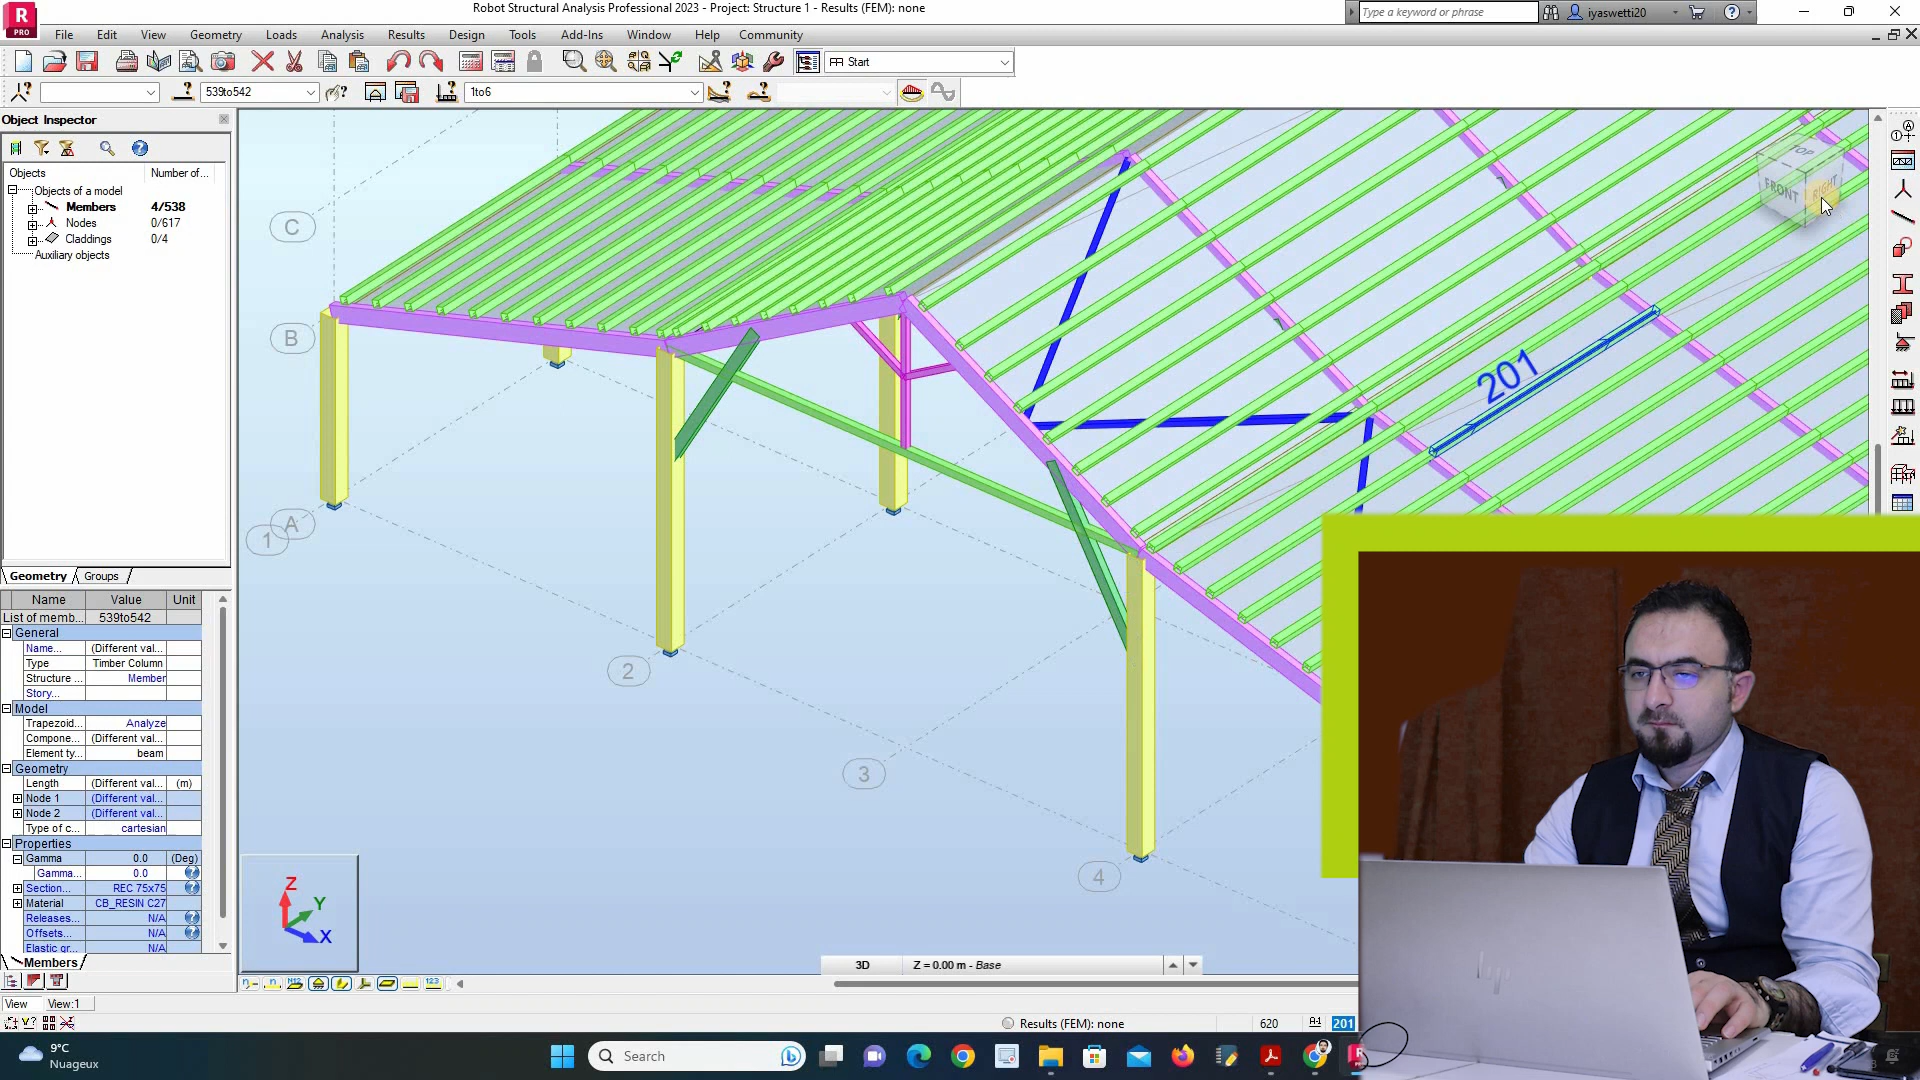 Robot Structural Analysis Professional 2023 - Project: Structure 1 - Results (FEM): none
Type a keyword or phrase
iyaswetti20
R
PRO
File Edit View Geometry Loads Analysis Results Design Tools Add-Ins Window Help Community
Start
539to542
1to6
Object Inspector
Objects Number of...
Objects of a model
Members 4/538
Nodes 0/617
Claddings 0/4
Auxiliary objects
Geometry Groups
Name Value Unit
List of memb... 539to542
General
Name... (Different val...
Type Timber Column
Structure ... Member
Story...
Model
Trapezoid... Analyze
Compone... (Different val...
Element ty... beam
Geometry
Length (Different val... (m)
Node 1 (Different val...
Node 2 (Different val...
Type of c... cartesian
Properties
Gamma 0.0 (Deg)
Gamma... 0.0
Section... REC 75x75
Material CB_RESIN C27
Releases... N/A
Offsets... N/A
Elastic gr... N/A
Members
View View:1
C
B
A
1
2
3
4
201
TOP
FRONT
RIGHT
Z
Y
X
3D Z = 0.00 m - Base
Results (FEM): none 620 201
9°C
Nuageux
Search
hp